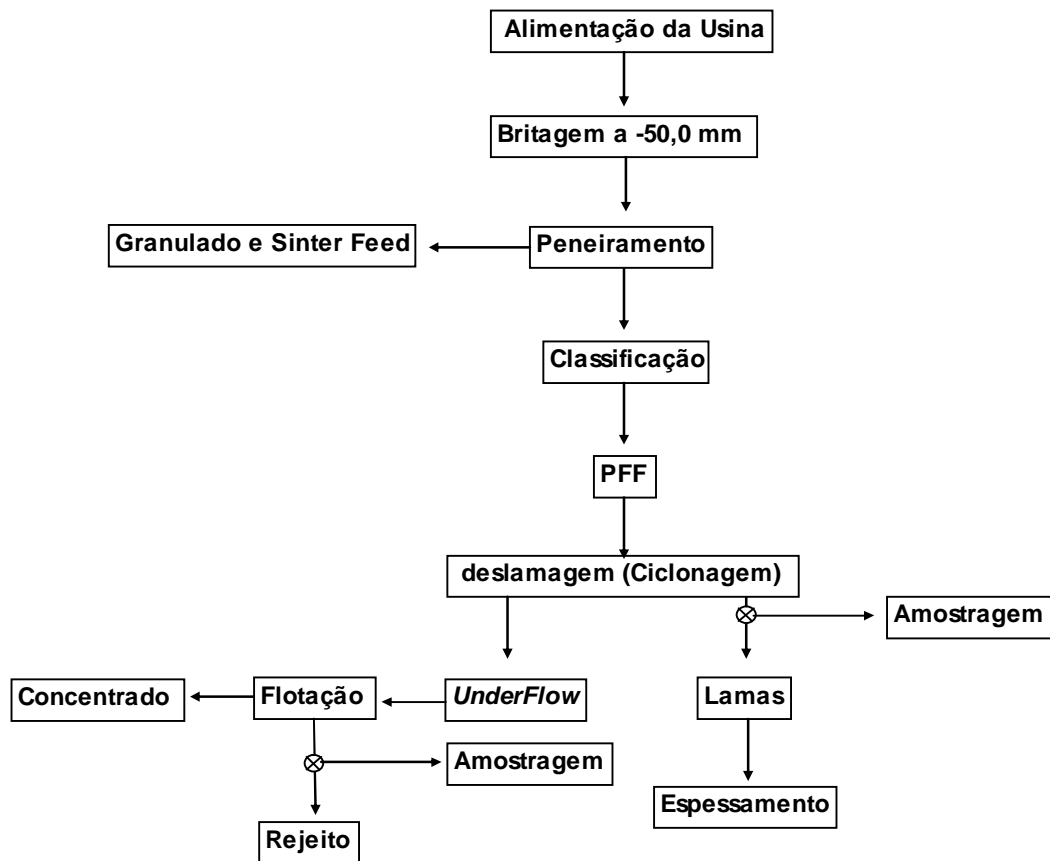 Alimentação da Usina
Britagem a -50,0 mm
Granulado e Sinter Feed
Peneiramento
Classificação
PFF
deslamagem (Ciclonagem)
Amostragem
Concentrado
Flotação
UnderFlow
Lamas
Amostragem
Espessamento
Rejeito